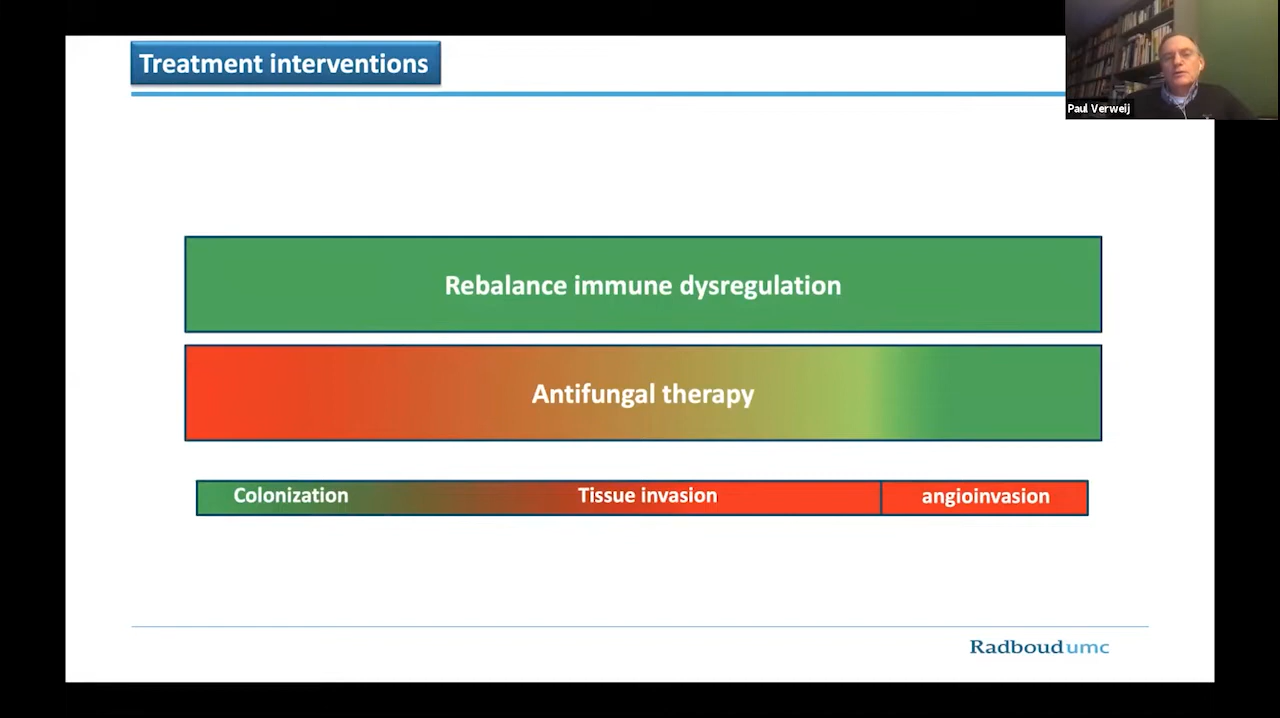 Treatment interventions
Paul Verweij
Rebalance immune dysregulation
Antifungal therapy
Colonization Tissue invasion angioinvasion
Radboudumc